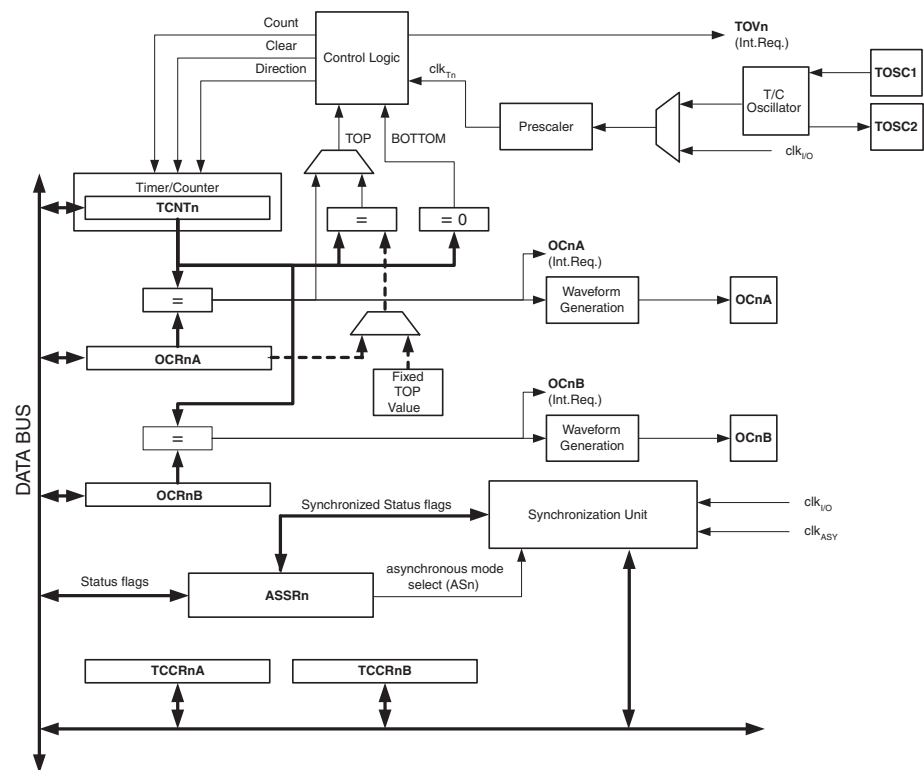 Count
Clear
Direction
Control Logic
TOVn
(Int.Req.)
clkTn
TOSC1
T/C
Oscillator
TOSC2
Prescaler
clkI/O
TOP
BOTTOM
Timer/Counter
TCNTn
=
= 0
OCnA
(Int.Req.)
=
Waveform
Generation
OCnA
OCRnA
Fixed
TOP
Value
OCnB
(Int.Req.)
=
Waveform
Generation
OCnB
OCRnB
DATA BUS
Synchronized Status flags
Synchronization Unit
clkI/O
clkASY
Status flags
ASSRn
asynchronous mode
select (ASn)
TCCRnA
TCCRnB